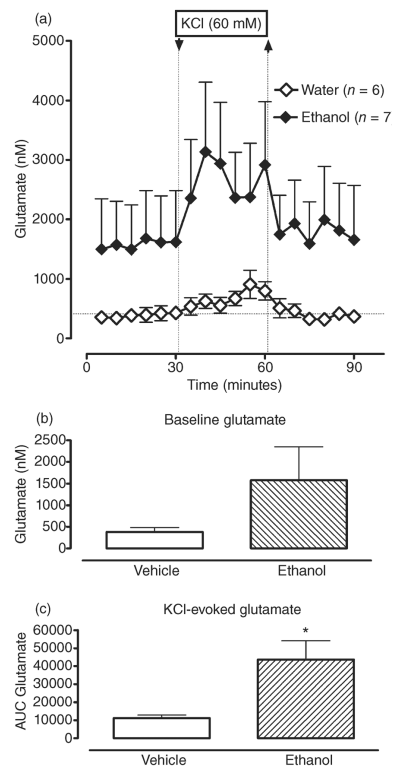 (a)
KCl (60 mM)
5000
4000
3000
2000
1000
0
Glutamate (nM)
Water (n = 6)
Ethanol (n = 7
0 30 60 90
Time (minutes)
(b)
Baseline glutamate
2500
2000
1500
1000
500
0
Glutamate (nM)
Vehicle Ethanol
(c)
KCl-evoked glutamate
60000
50000
40000
30000
20000
10000
0
AUC Glutamate
*
Vehicle Ethanol